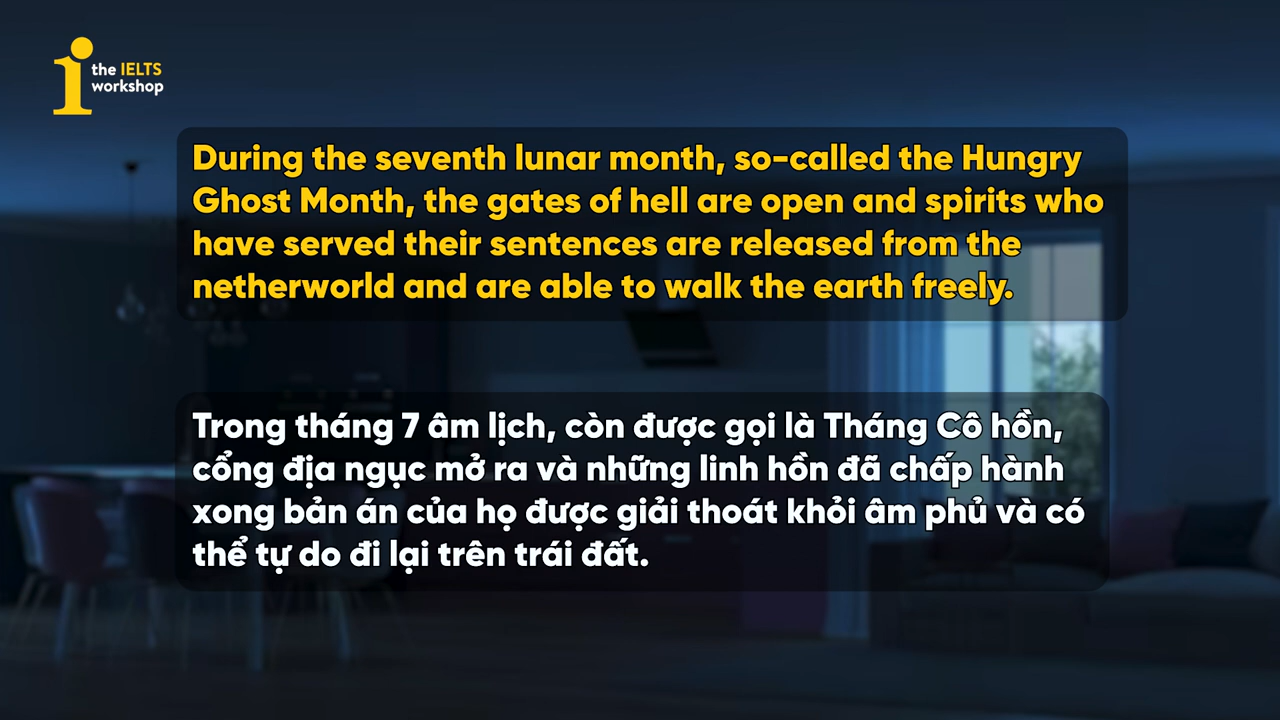 the IELTS
workshop
During the seventh lunar month, so-called the Hungry
Ghost Month, the gates of hell are open and spirits who
have served their sentences are released from the
netherworld and are able to walk the earth freely.
Trong tháng 7 âm lịch, còn được gọi là Tháng Cô hồn,
cổng địa ngục mở ra và những linh hồn đã chấp hành
xong bản án của họ được giải thoát khỏi âm phủ và có
thể tự do đi lại trên trái đất.